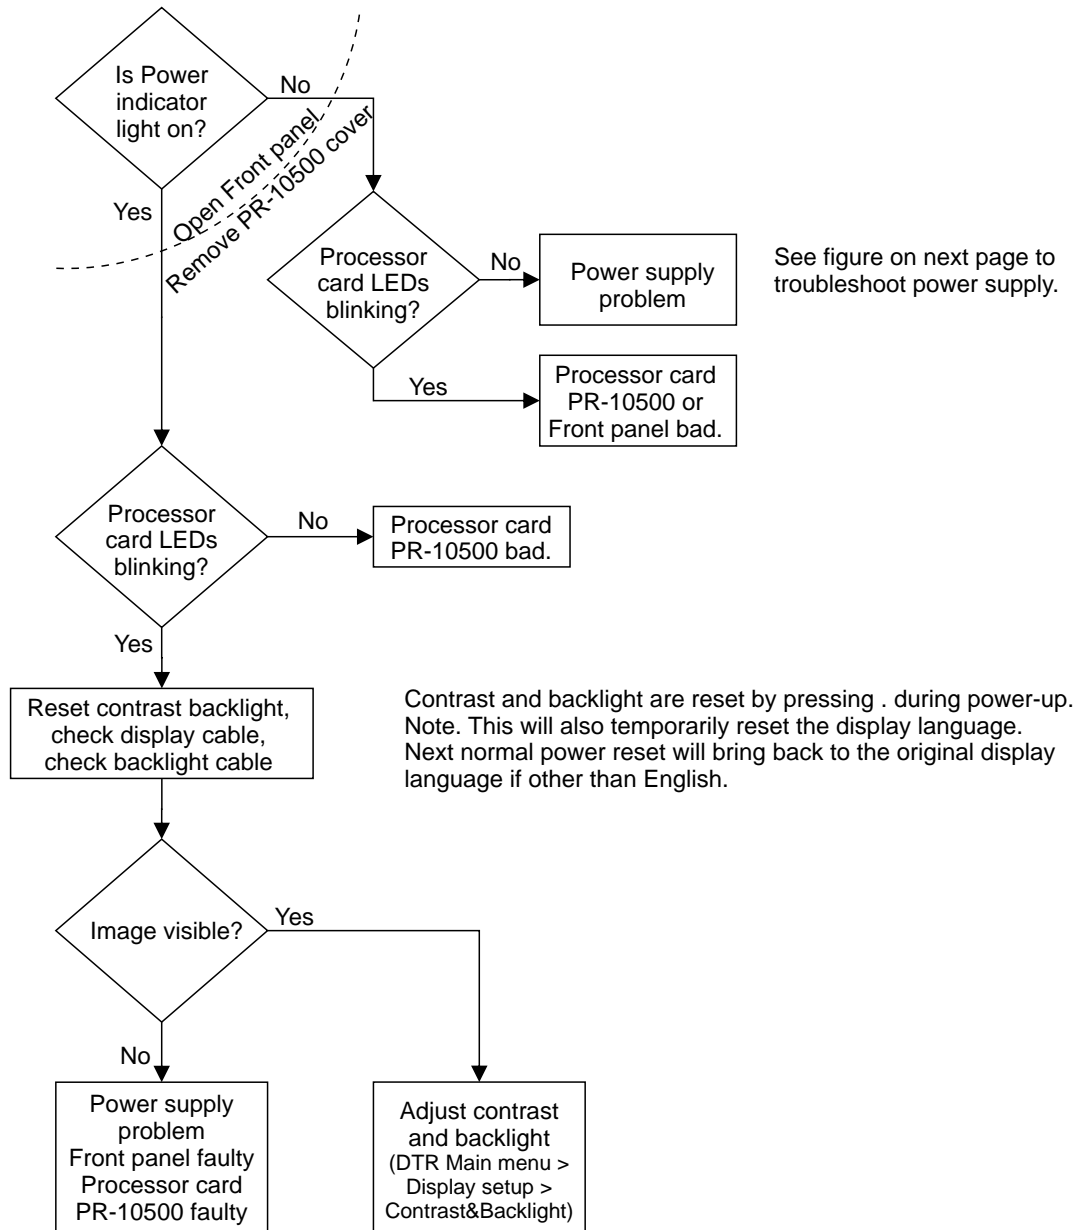 Is Power
indicator
light on?
No
Open Front panel
Remove PR-10500 cover
Yes
Processor
card LEDs
blinking?
No
Power supply
problem
See figure on next page to
troubleshoot power supply.
Yes
Processor card
PR-10500 or
Front panel bad.
Processor
card LEDs
blinking?
No
Processor card
PR-10500 bad.
Yes
Reset contrast backlight,
check display cable,
check backlight cable
Contrast and backlight are reset by pressing . during power-up.
Note. This will also temporarily reset the display language.
Next normal power reset will bring back to the original display
language if other than English.
Image visible?
Yes
No
Power supply
problem
Front panel faulty
Processor card
PR-10500 faulty
Adjust contrast
and backlight
(DTR Main menu >
Display setup >
Contrast&Backlight)